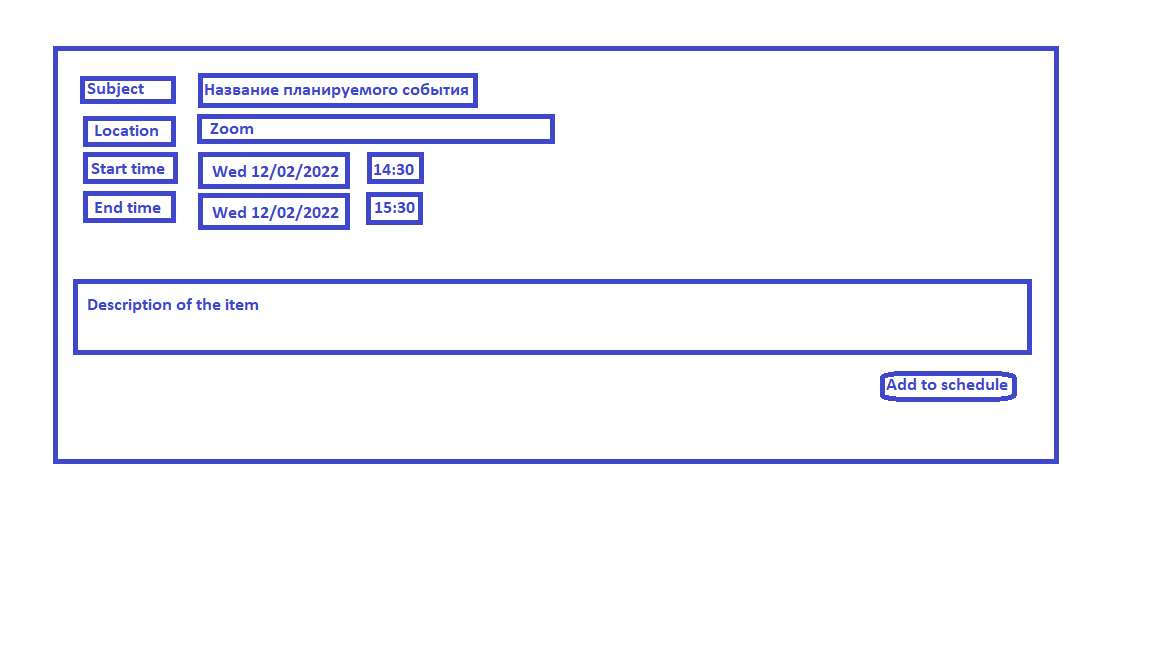 Subject Название планируемого события
Location Zoom
Start time Wed 12/02/2022 14:30
End time Wed 12/02/2022 15:30
Description of the item
Add to schedule